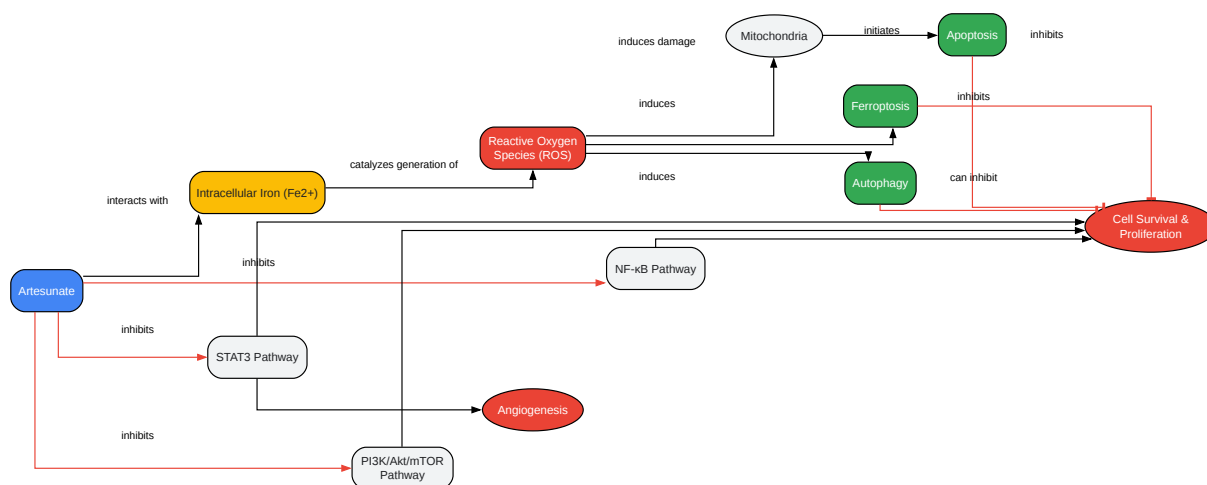 Mitochondria
initiates
Apoptosis
inhibits
induces damage
induces
Ferroptosis
inhibits
Reactive Oxygen
Species (ROS)
catalyzes generation of
induces
Autophagy
can inhibit
interacts with
Intracellular Iron (Fe2+)
Cell Survival &
Proliferation
inhibits
NF-κB Pathway
Artesunate
inhibits
STAT3 Pathway
Angiogenesis
inhibits
PI3K/Akt/mTOR
Pathway